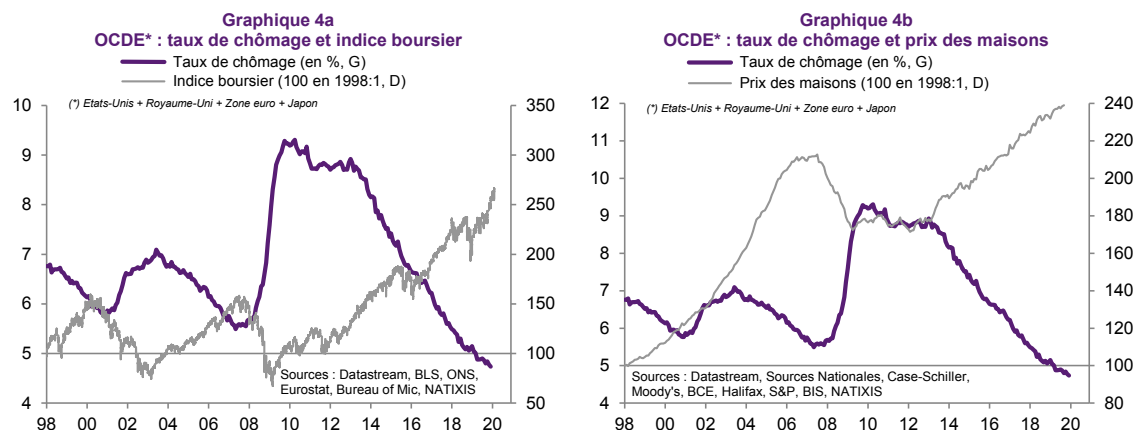 Graphique 4a
OCDE* : taux de chômage et indice boursier
Taux de chômage (en %, G)
Indice boursier (100 en 1998:1, D)
(*) Etats-Unis + Royaume-Uni + Zone euro + Japon
10
9
8
7
6
5
4
350
300
250
200
150
100
50
Sources : Datastream, BLS, ONS,
Eurostat, Bureau of Mic, NATIXIS
98 00 02 04 06 08 10 12 14 16 18 20
Graphique 4b
OCDE* : taux de chômage et prix des maisons
Taux de chômage (en %, G)
Prix des maisons (100 en 1998:1, D)
(*) Etats-Unis + Royaume-Uni + Zone euro + Japon
12
11
10
9
8
7
6
5
4
240
220
200
180
160
140
120
100
80
Sources : Datastream, Sources Nationales, Case-Schiller,
Moody's, BCE, Halifax, S&P, BIS, NATIXIS
98 00 02 04 06 08 10 12 14 16 18 20